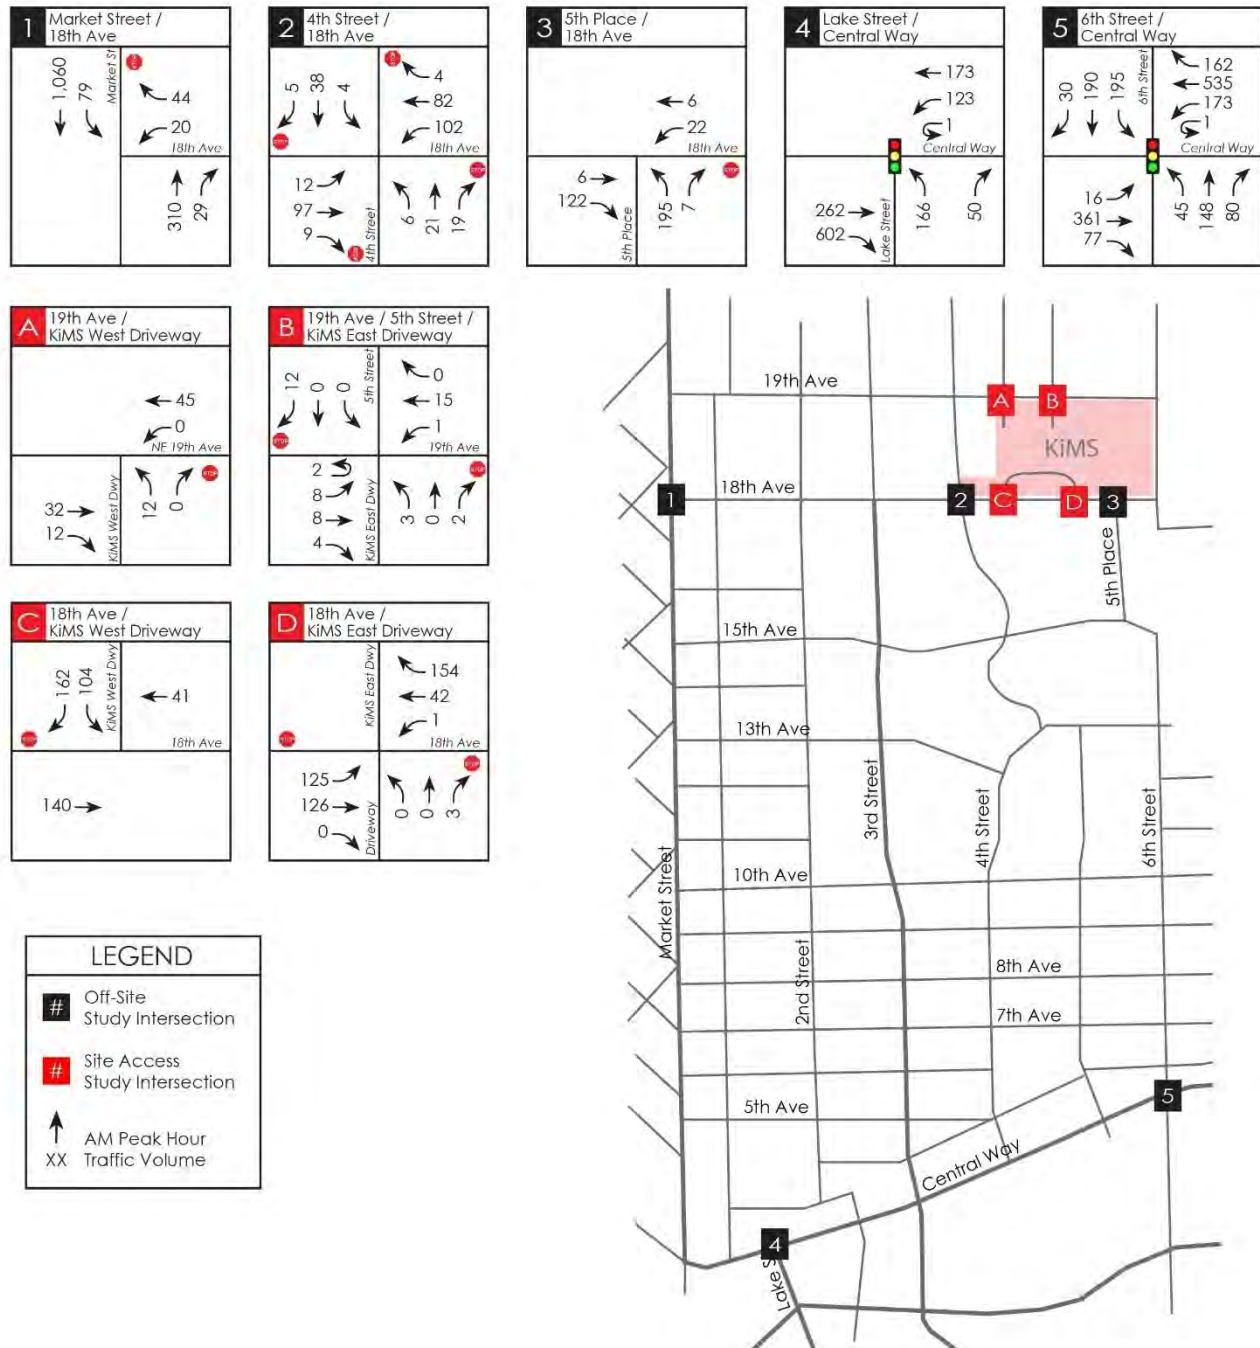 1
Market Street /
18th Ave
1,060
79
Market St
44
20
18th Ave
310
29
2
4th Street /
18th Ave
5
38
4
4
82
102
18th Ave
12
97
9
4th Street
6
21
19
3
5th Place /
18th Ave
6
22
18th Ave
6
122
5th Place
195
7
STOP
4
Lake Street /
Central Way
173
123
1
Central Way
262
602
Lake Street
166
50
5
6th Street /
Central Way
30
190
195
6th Street
162
535
173
1
Central Way
16
361
77
45
148
80
A
19th Ave /
KiMS West Driveway
45
0
NE 19th Ave
32
12
KiMS West Dwy
12
0
STOP
B
19th Ave / 5th Street /
KiMS East Driveway
12
0
0
5th Street
0
15
1
19th Ave
STOP
2
8
8
4
KiMS East Dwy
3
0
2
STOP
C
18th Ave /
KiMS West Driveway
162
104
KiMS West Dwy
41
18th Ave
140
D
18th Ave /
KiMS East Driveway
KiMS East Dwy
154
42
1
18th Ave
125
126
0
Driveway
0
0
3
LEGEND
# Off-Site
Study Intersection
# Site Access
Study Intersection
AM Peak Hour
XX Traffic Volume
19th Ave
A
B
KiMS
18th Ave
1
2
C
D
3
5th Place
15th Ave
13th Ave
3rd Street
4th Street
6th Street
Market Street
10th Ave
2nd Street
8th Ave
7th Ave
5th Ave
5
Central Way
4
Lake S